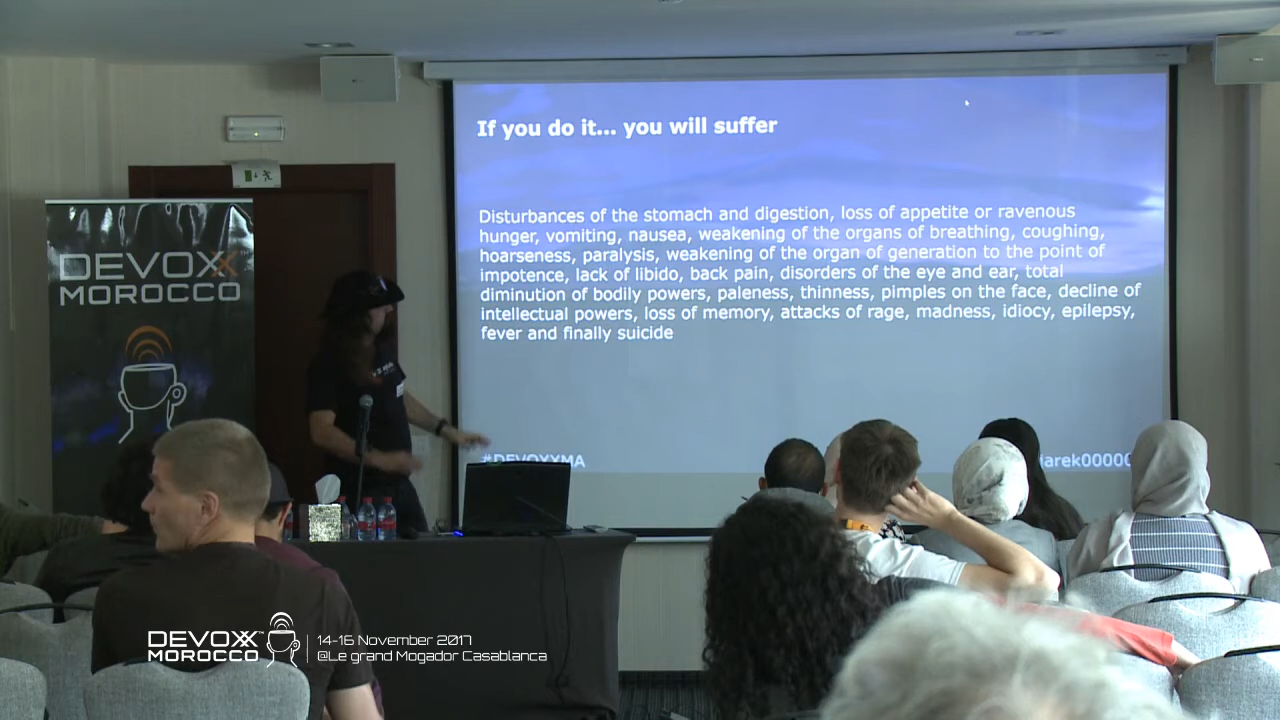 If you do it... you will suffer
Disturbances of the stomach and digestion, loss of appetite or ravenous
hunger, vomiting, nausea, weakening of the organs of breathing, coughing,
hoarseness, paralysis, weakening of the organ of generation to the point of
impotence, lack of libido, back pain, disorders of the eye and ear, total
diminution of bodily powers, paleness, thinness, pimples on the face, decline of
intellectual powers, loss of memory, attacks of rage, madness, idiocy, epilepsy,
fever and finally suicide
#DEVOXXMA
jarek00000
DEVOXX
MOROCCO
DEVOXX™
MOROCCO
14-16 November 2017
@Le grand Mogador Casablanca